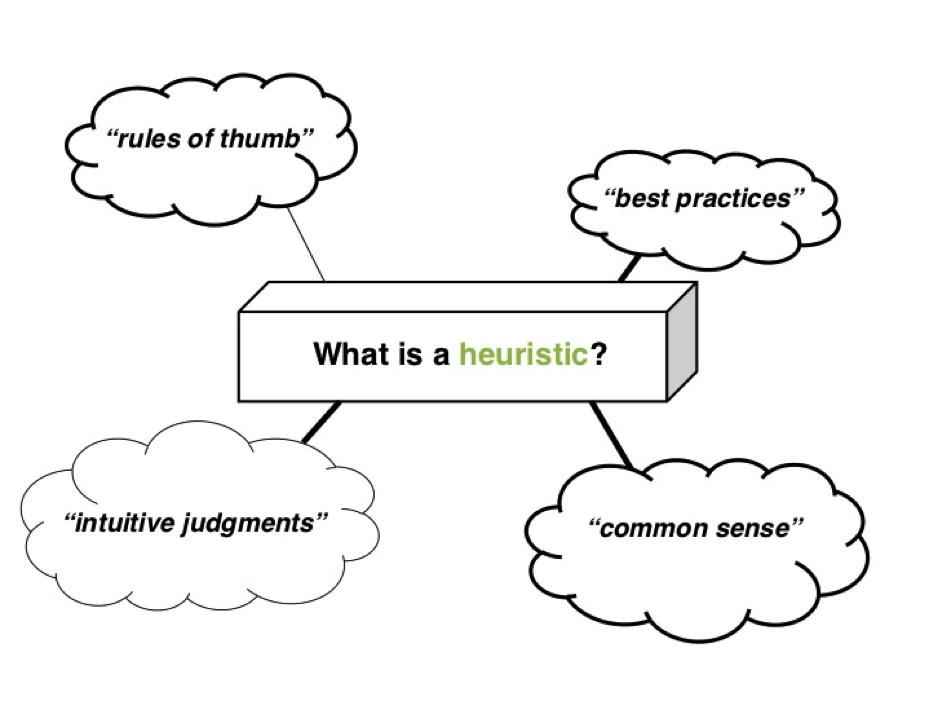 “rules of thumb”
“best practices”
What is a heuristic?
“intuitive judgments”
“common sense”